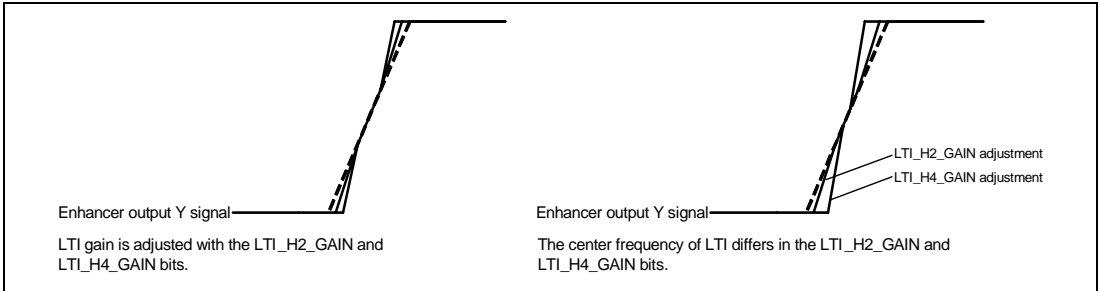 Enhancer output Y signal
LTI gain is adjusted with the LTI_H2_GAIN and
LTI_H4_GAIN bits.
LTI_H2_GAIN adjustment
LTI_H4_GAIN adjustment
Enhancer output Y signal
The center frequency of LTI differs in the LTI_H2_GAIN and
LTI_H4_GAIN bits.